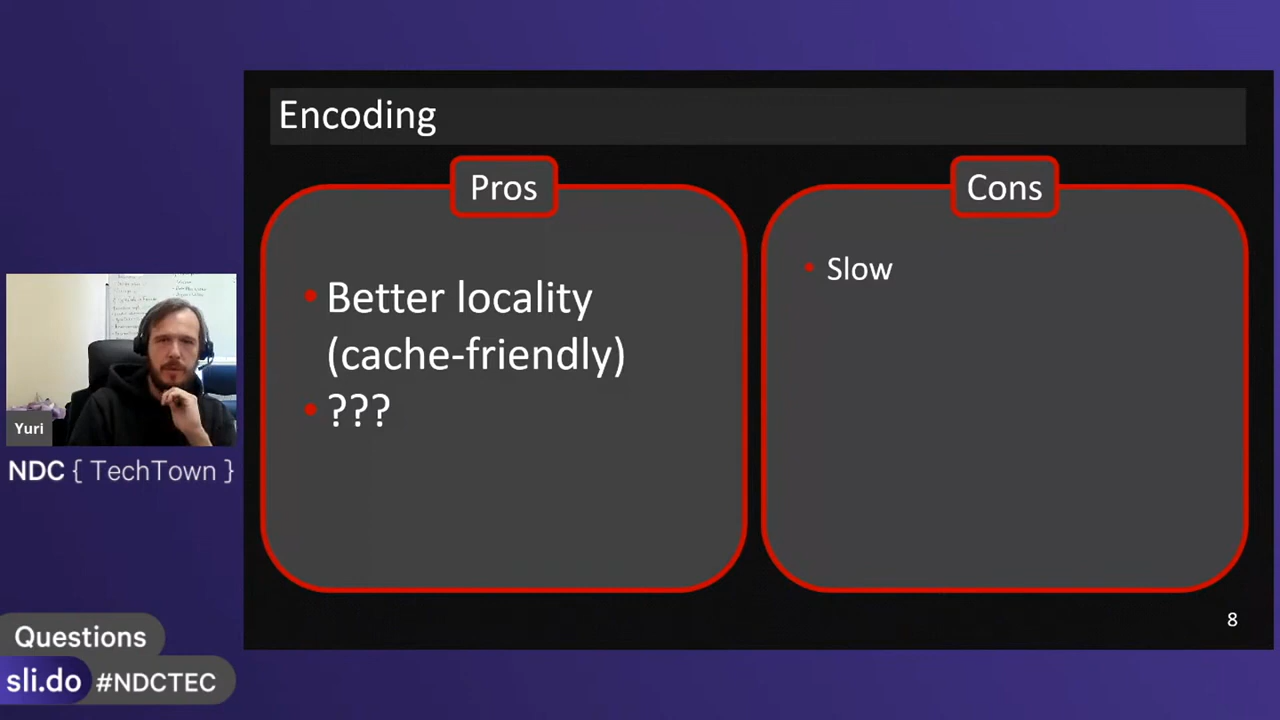 Encoding
Pros
Better locality
(cache-friendly)
???
Cons
Slow
8
Yuri
NDC { TechTown }
Questions
sli.do #NDCTEC